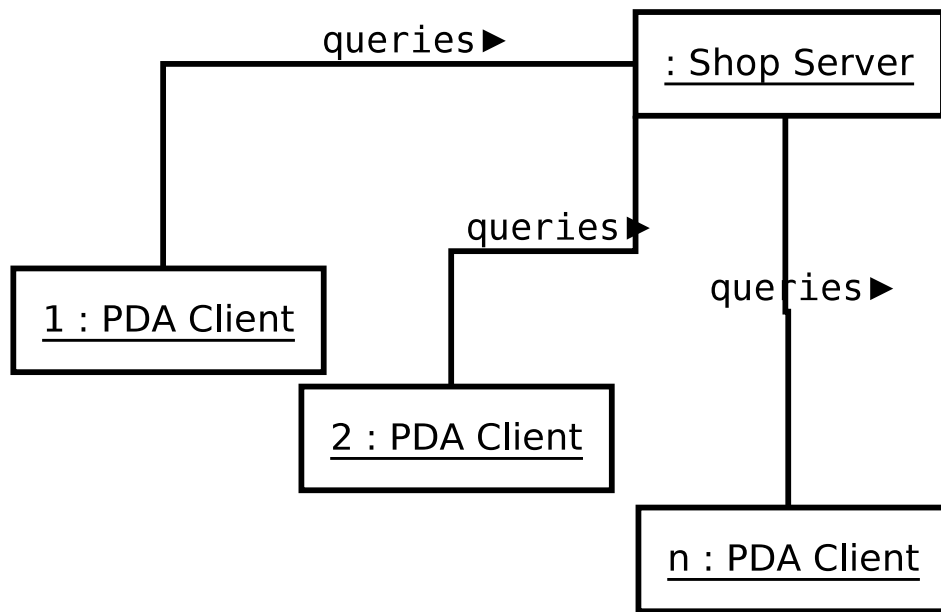 queries ►
: Shop Server
queries ►
queries ►
1 : PDA Client
2 : PDA Client
n : PDA Client